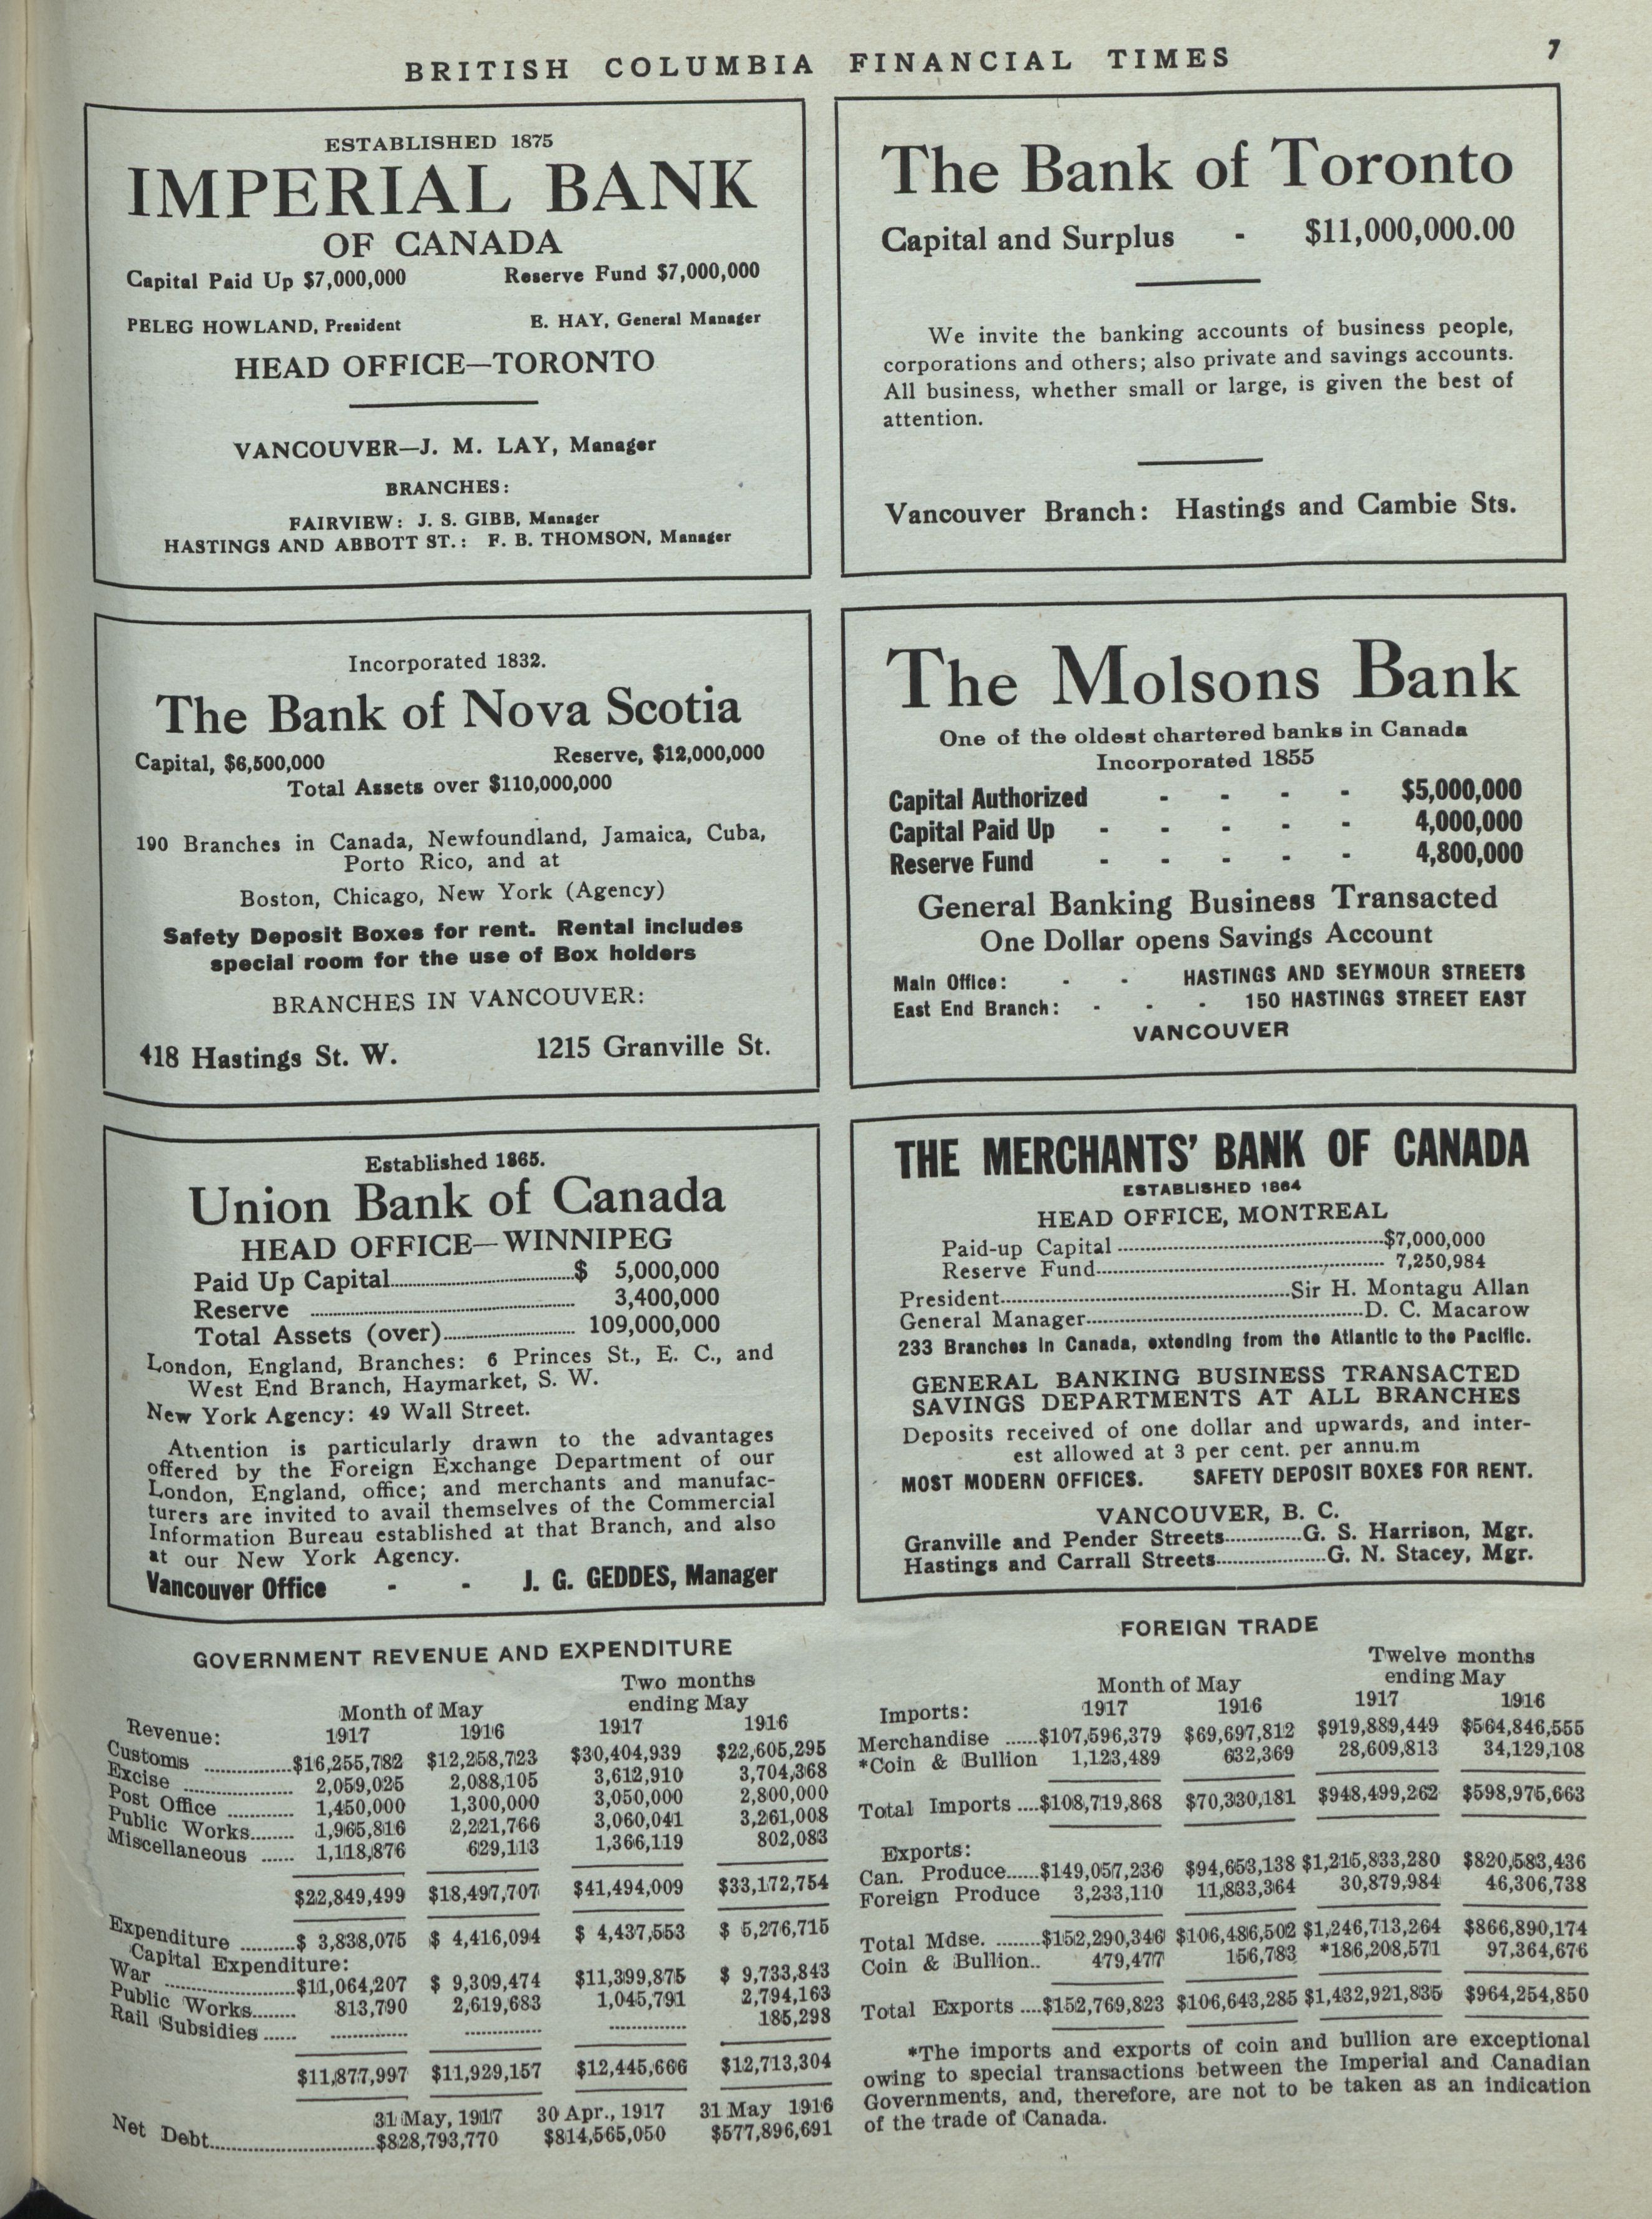 BRITISH COLUMBIA FINANCIAL TIMES 7
ESTABLISHED 1875
IMPERIAL BANK
OF CANADA
Capital Paid Up $7,000,000 Reserve Fund $7,000,000
PELEG HOWLAND, President E. HAY, General Manager
HEAD OFFICE—TORONTO
VANCOUVER—J. M. LAY, Manager
BRANCHES:
FAIRVIEW: J. S. GIBB, Manager
HASTINGS AND ABBOTT ST.: F. B. THOMSON, Manager
The Bank of Toronto
Capital and Surplus - $11,000,000.00
We invite the banking accounts of business people,
corporations and others; also private and savings accounts.
All business, whether small or large, is given the best of
attention.
Vancouver Branch: Hastings and Cambie Sts.
Incorporated 1832.
The Bank of Nova Scotia
Capital, $6,500,000 Reserve, $12,000,000
Total Assets over $110,000,000
190 Branches in Canada, Newfoundland, Jamaica, Cuba,
Porto Rico, and at
Boston, Chicago, New York (Agency)
Safety Deposit Boxes for rent. Rental includes
special room for the use of Box holders
BRANCHES IN VANCOUVER:
418 Hastings St. W. 1215 Granville St.
The Molsons Bank
One of the oldest chartered banks in Canada
Incorporated 1855
Capital Authorized - - - - $5,000,000
Capital Paid Up - - - - - 4,000,000
Reserve Fund - - - - - 4,800,000
General Banking Business Transacted
One Dollar opens Savings Account
Main Office: - - HASTINGS AND SEYMOUR STREETS
East End Branch: - - - 150 HASTINGS STREET EAST
VANCOUVER
Established 1865.
Union Bank of Canada
HEAD OFFICE—WINNIPEG
Paid Up Capital..........$ 5,000,000
Reserve .......... 3,400,000
Total Assets (over).......... 109,000,000
London, England, Branches: 6 Princes St., E. C., and
West End Branch, Haymarket, S. W.
New York Agency: 49 Wall Street.
Attention is particularly drawn to the advantages
offered by the Foreign Exchange Department of our
London, England, office; and merchants and manufac-
turers are invited to avail themselves of the Commercial
Information Bureau established at that Branch, and also
at our New York Agency.
Vancouver Office - - J. G. GEDDES, Manager
THE MERCHANTS' BANK OF CANADA
ESTABLISHED 1864
HEAD OFFICE, MONTREAL
Paid-up Capital ..........$7,000,000
Reserve Fund.......... 7,250,984
President..........Sir H. Montagu Allan
General Manager..........D. C. Macarow
233 Branches in Canada, extending from the Atlantic to the Pacific.
GENERAL BANKING BUSINESS TRANSACTED
SAVINGS DEPARTMENTS AT ALL BRANCHES
Deposits received of one dollar and upwards, and inter-
est allowed at 3 per cent. per annu.m
MOST MODERN OFFICES. SAFETY DEPOSIT BOXES FOR RENT.
VANCOUVER, B. C.
Granville and Pender Streets..........G. S. Harrison, Mgr.
Hastings and Carrall Streets..........G. N. Stacey, Mgr.
GOVERNMENT REVENUE AND EXPENDITURE
Two months
Month of May ending May
Revenue: 1917 1916 1917 1916
Customs ..........$16,255,782 $12,258,723 $30,404,939 $22,605,295
Excise .......... 2,059,025 2,088,105 3,612,910 3,704,368
Post Office .......... 1,450,000 1,300,000 3,050,000 2,800,000
Public Works........ 1,965,816 2,221,766 3,060,041 3,261,008
Miscellaneous ...... 1,118,876 629,113 1,366,119 802,083
$22,849,499 $18,497,707 $41,494,009 $33,172,754
Expenditure ..........$ 3,838,075 $ 4,416,094 $ 4,437,553 $ 5,276,715
Capital Expenditure:
War ..........$11,064,207 $ 9,309,474 $11,399,875 $ 9,733,843
Public Works........ 813,790 2,619,683 1,045,791 2,794,163
Rail Subsidies ...... .............. .............. .............. 185,298
$11,877,997 $11,929,157 $12,445,666 $12,713,304
31 May, 1917 30 Apr., 1917 31 May 1916
Net Debt..........$828,793,770 $814,565,050 $577,896,691
FOREIGN TRADE
Twelve months
Month of May ending May
Imports: 1917 1916 1917 1916
Merchandise ......$107,596,379 $69,697,812 $919,889,449 $564,846,555
*Coin & Bullion 1,123,489 632,369 28,609,813 34,129,108
Total Imports ....$108,719,868 $70,330,181 $948,499,262 $598,975,663
Exports:
Can. Produce......$149,057,236 $94,653,138 $1,215,833,280 $820,583,436
Foreign Produce 3,233,110 11,833,364 30,879,984 46,306,738
Total Mdse. ........$152,290,346 $106,486,502 $1,246,713,264 $866,890,174
Coin & Bullion.. 479,477 156,783 *186,208,571 97,364,676
Total Exports ....$152,769,823 $106,643,285 $1,432,921,835 $964,254,850
*The imports and exports of coin and bullion are exceptional
owing to special transactions between the Imperial and Canadian
Governments, and, therefore, are not to be taken as an indication
of the trade of Canada.